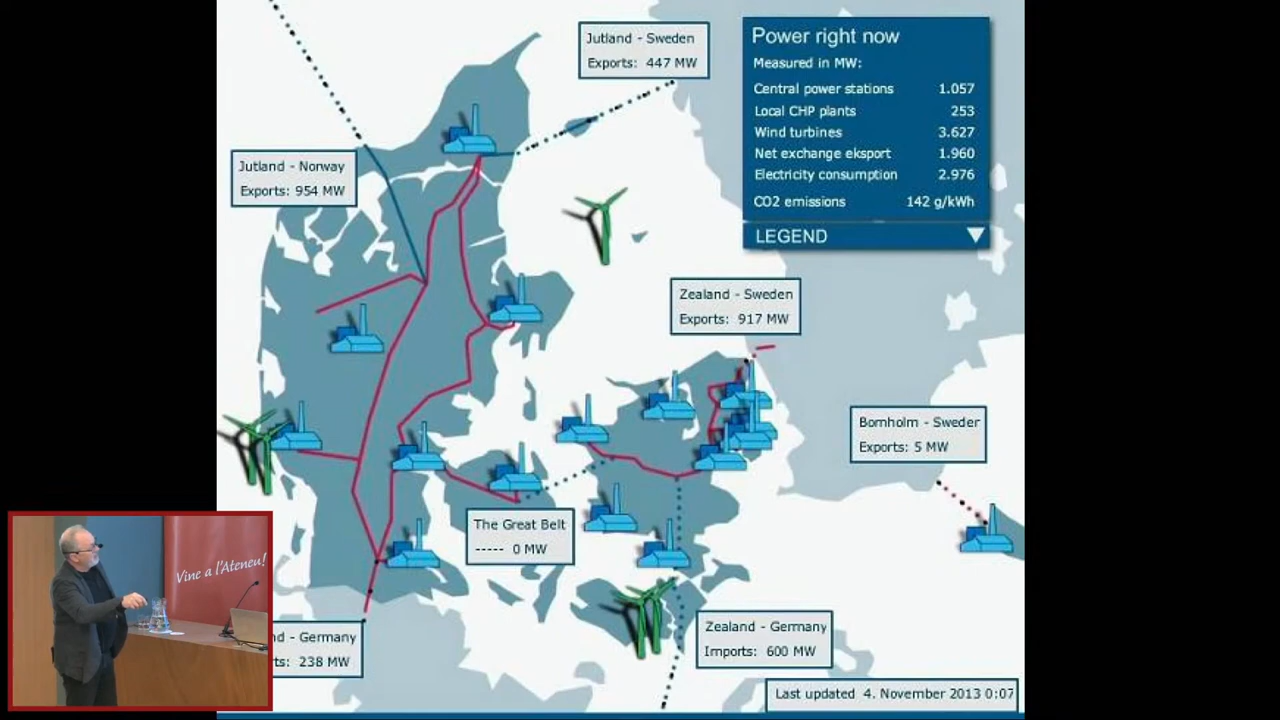 Jutland - Sweden
Exports: 447 MW
Power right now
Measured in MW:
Central power stations 1.057
Local CHP plants 253
Wind turbines 3.627
Net exchange eksport 1.960
Electricity consumption 2.976
CO2 emissions 142 g/kWh
LEGEND
Jutland - Norway
Exports: 954 MW
Zealand - Sweden
Exports: 917 MW
Bornholm - Sweder
Exports: 5 MW
The Great Belt
----- 0 MW
nd - Germany
ts: 238 MW
Zealand - Germany
Imports: 600 MW
Last updated 4. November 2013 0:07
Vine a l'Ateneu!